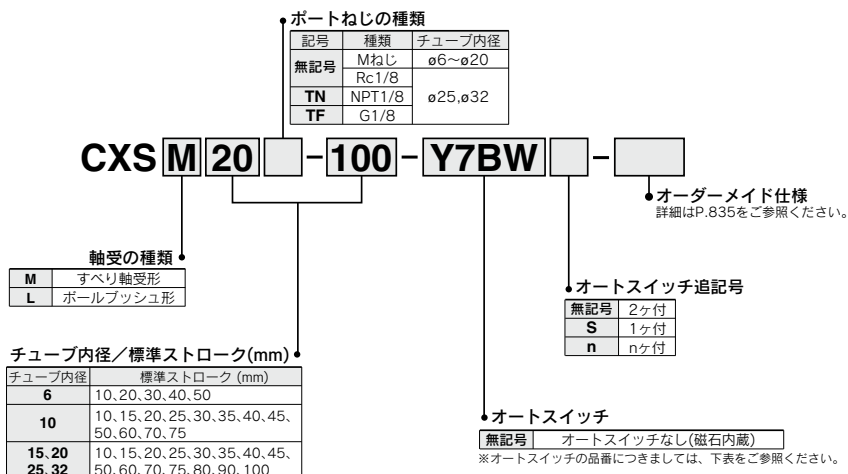 ポートねじの種類
記号 種類 チューブ内径
無記号 Mねじ ø6～ø20
Rc1/8 ø25,ø32
TN NPT1/8
TF G1/8
CXS M 20 － 100 － Y7BW －
オーダーメイド仕様
詳細はP.835をご参照ください。
軸受の種類
M すべり軸受形
L ボールブッシュ形
オートスイッチ追記号
無記号 2ヶ付
S 1ヶ付
n nヶ付
チューブ内径／標準ストローク(mm)
チューブ内径 標準ストローク (mm)
6 10、20、30、40、50
10 10、15、20、25、30、35、40、45、
50、60、70、75
15、20 10、15、20、25、30、35、40、45、
25、32 50、60、70、75、80、90、100
オートスイッチ
無記号 オートスイッチなし(磁石内蔵)
※オートスイッチの品番につきましては、下表をご参照ください。